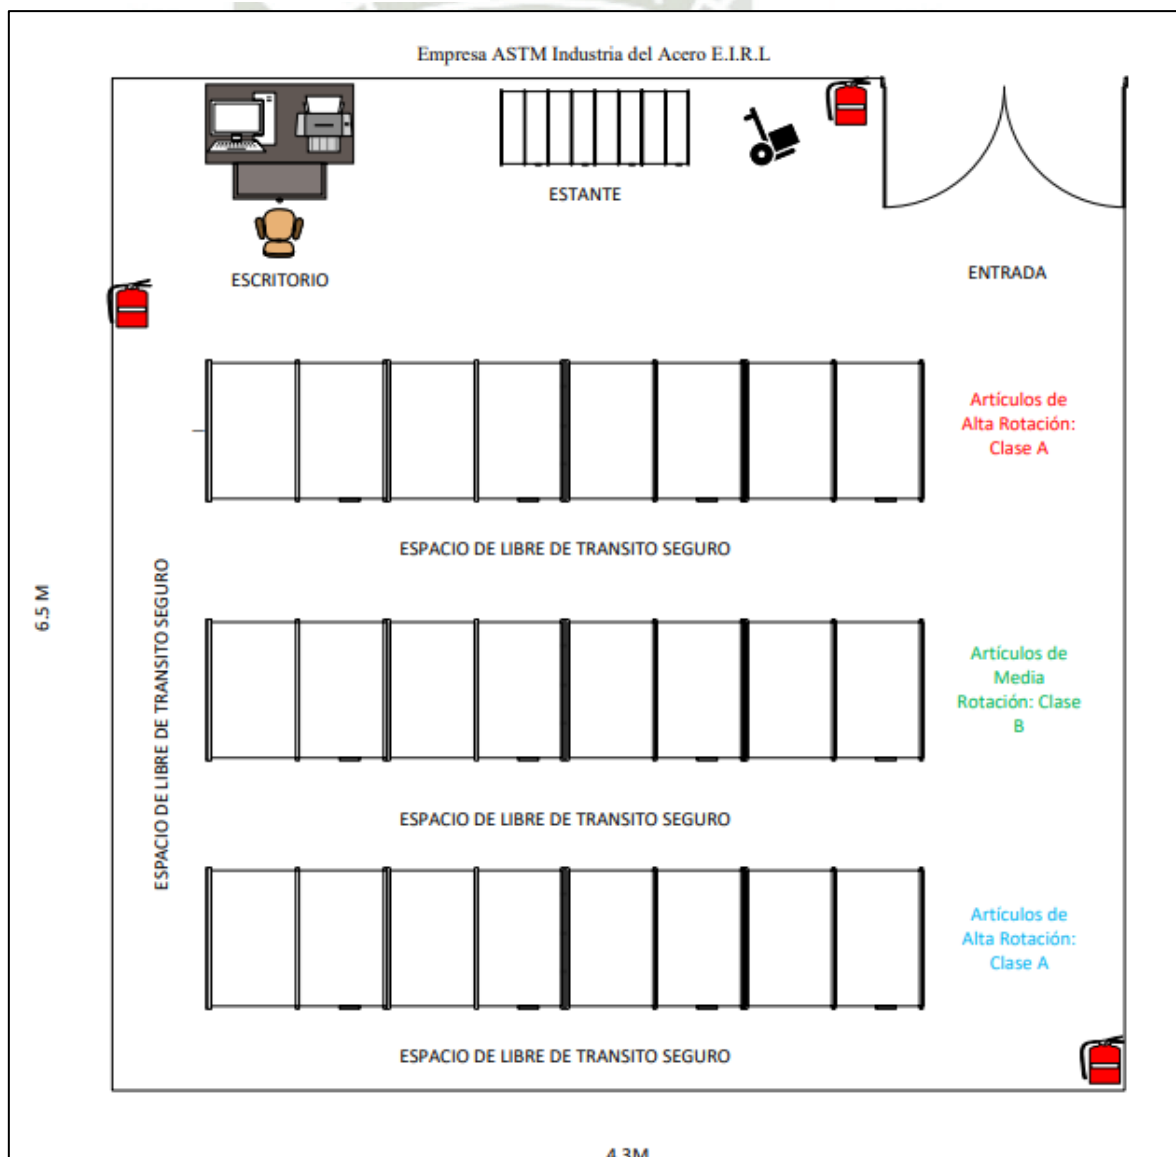 Empresa ASTM Industria del Acero E.I.R.L
ESTANTE
ESCRITORIO
ENTRADA
Artículos de
Alta Rotación:
Clase A
ESPACIO DE LIBRE DE TRANSITO SEGURO
6.5 M
ESPACIO DE LIBRE DE TRANSITO SEGURO
Artículos de
Media
Rotación: Clase
B
ESPACIO DE LIBRE DE TRANSITO SEGURO
Artículos de
Alta Rotación:
Clase A
ESPACIO DE LIBRE DE TRANSITO SEGURO
4.3M